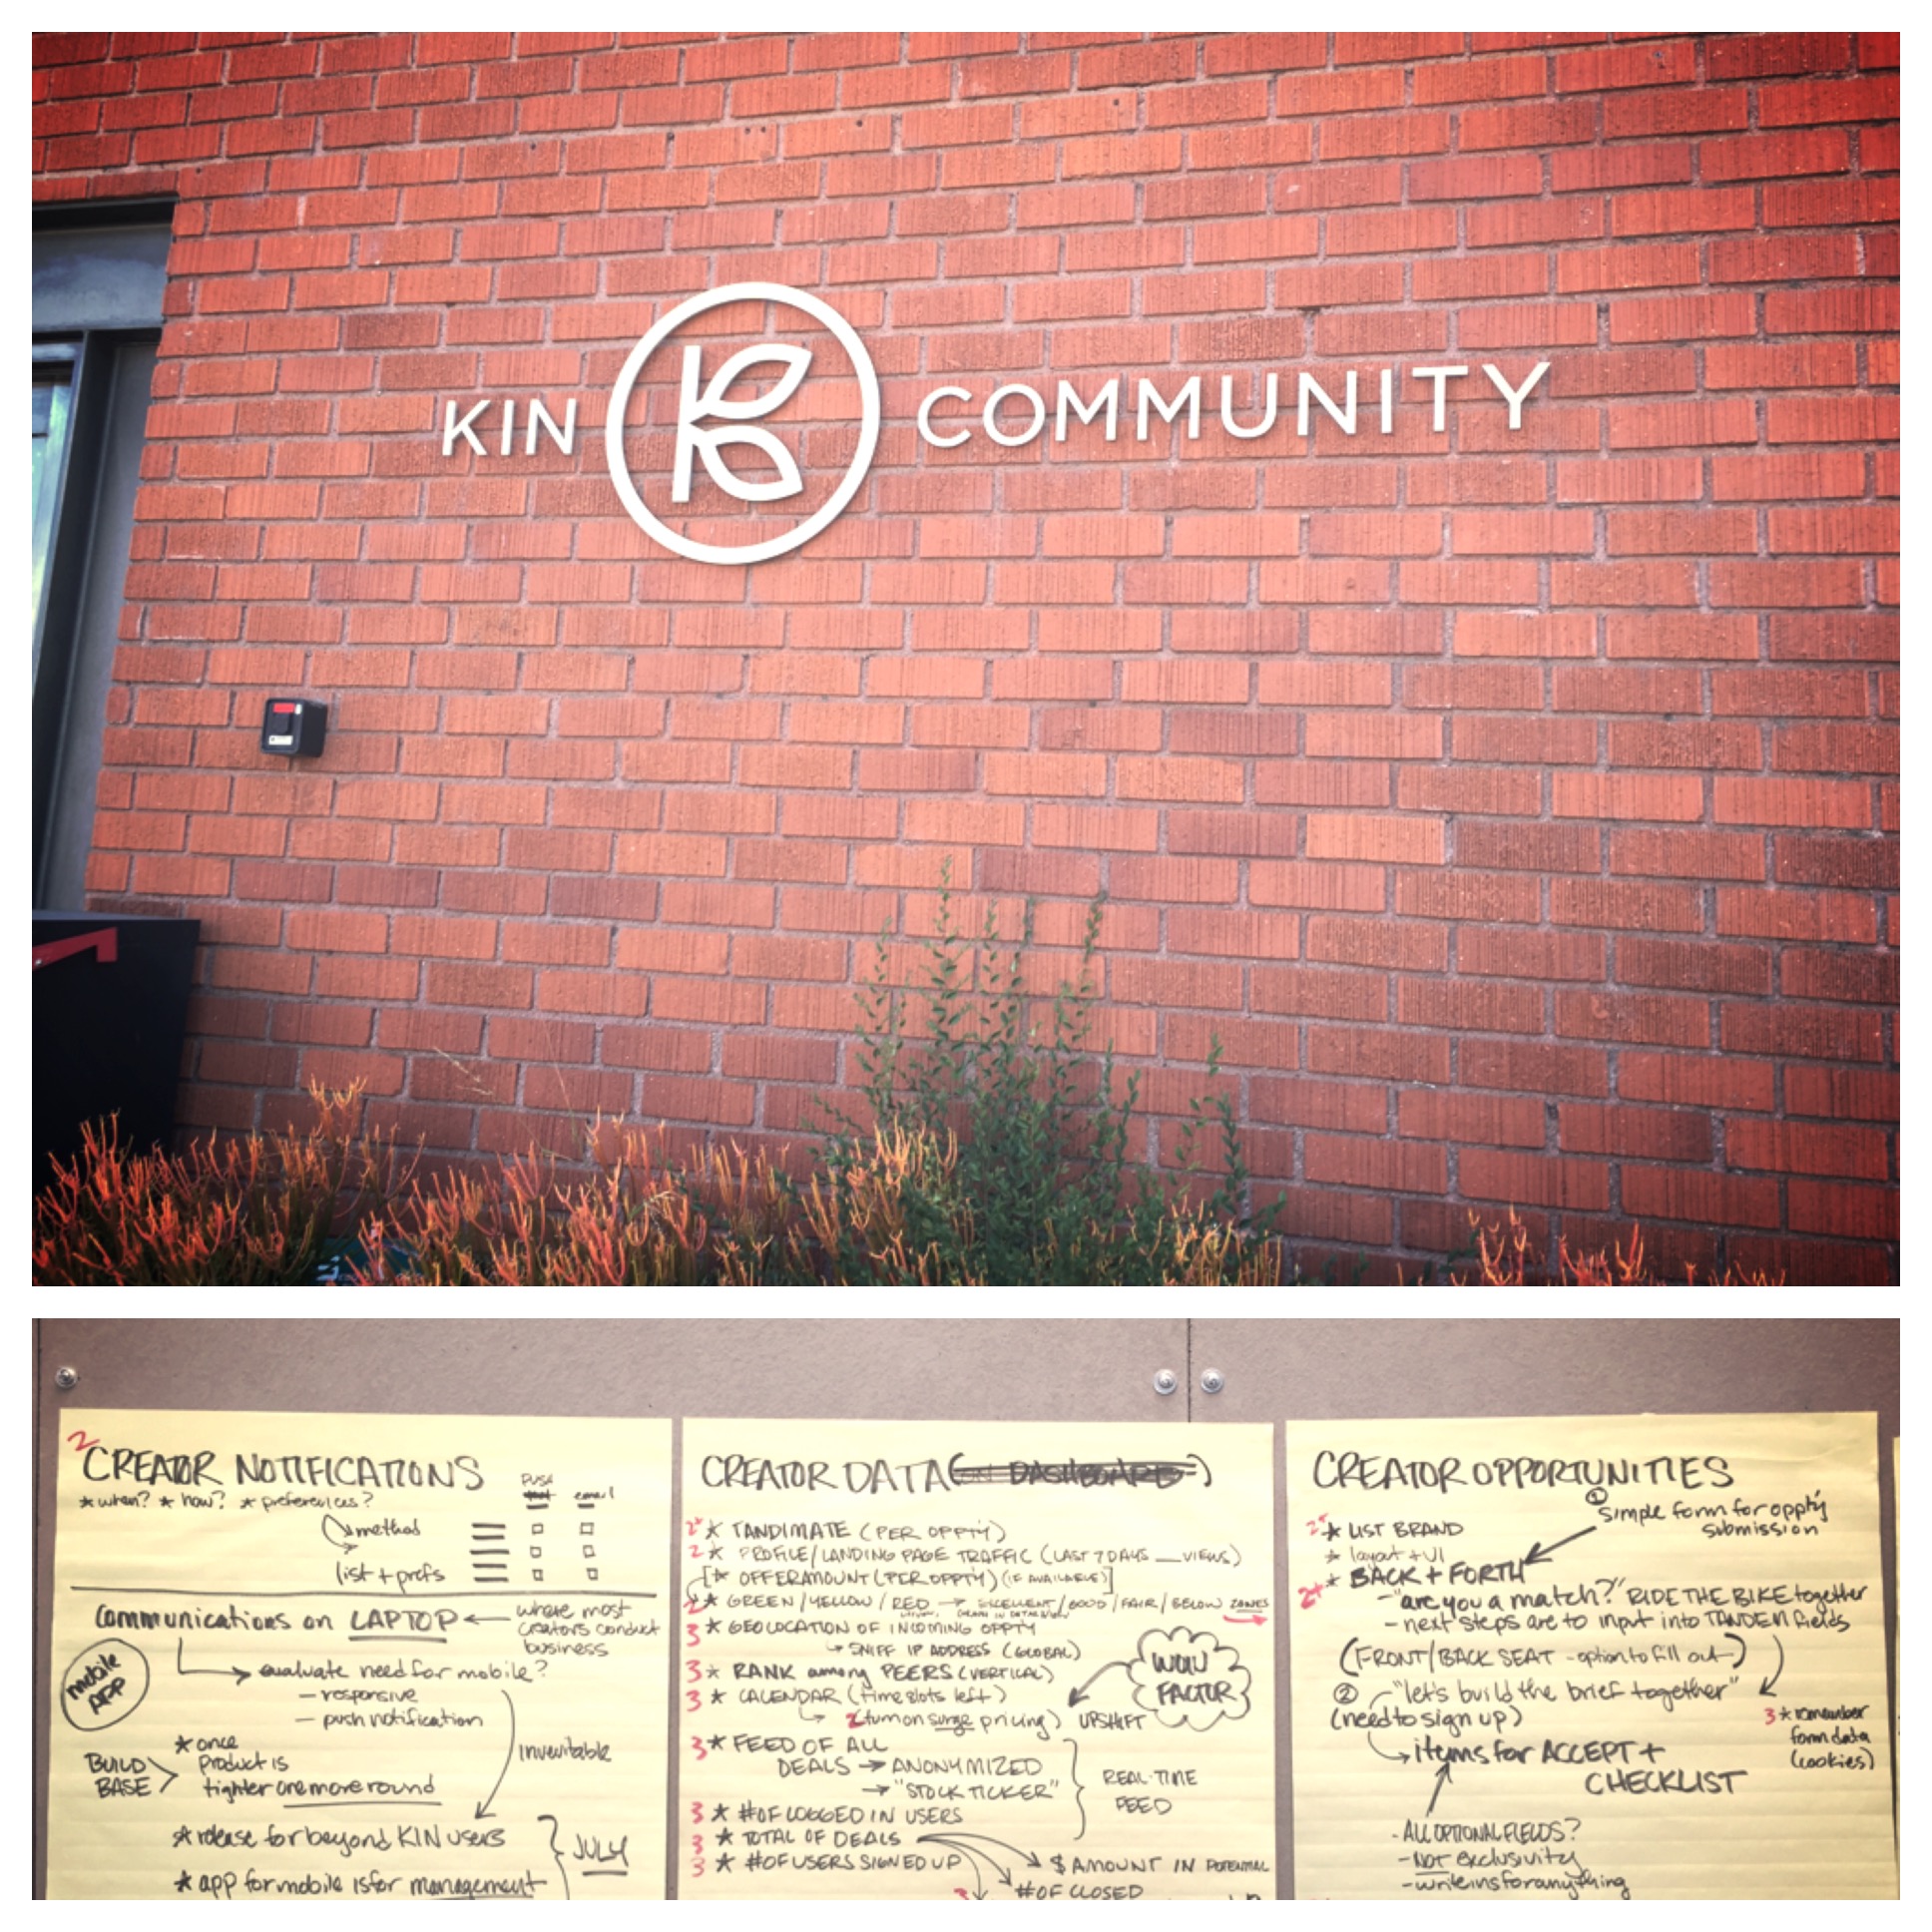 KIN K COMMUNITY
2
CREATOR NOTIFICATIONS
* when? * how? * preferences?
push
email
method
list + prefs
communications on LAPTOP ← where most
creators conduct
business
mobile
APP
evaluate need for mobile?
- responsive
- push notification
inevitable
BUILD
BASE
* once
product is
tighter one more round
* release for beyond KIN users
JULY
* app for mobile is for management
CREATOR DATA (ON DASHBOARD)
2* * TANDIMATE (PER OPPTY)
2 * PROFILE/LANDING PAGE TRAFFIC (LAST 7 DAYS __ VIEWS)
[* OFFER AMOUNT (PER OPPTY) (IF AVAILABLE)]
2 * GREEN/YELLOW/RED → EXCELLENT/GOOD/FAIR/BELOW ZONES
3 * GEOLOCATION OF INCOMING OPPTY
→ SNIFF IP ADDRESS (GLOBAL)
3 * RANK among PEERS (VERTICAL)
3 * CALENDAR (time slots left)
2 (turn on surge pricing) UPSHIFT
WOW
FACTOR
3 * FEED OF ALL
DEALS → ANONYMIZED
→ "STOCK TICKER"
REAL-TIME
FEED
3 * # OF LOGGED IN USERS
3 * TOTAL OF DEALS
3 * # OF USERS SIGNED UP
$ AMOUNT IN POTENTIAL
3
# OF CLOSED
CREATOR OPPORTUNITIES
① simple form for oppty
submission
2* * LIST BRAND
* layout + UI
2* * BACK + FORTH
- "are you a match?" RIDE THE BIKE together
- next steps are to input into TANDEM fields
(FRONT/BACK SEAT - option to fill out)
② "let's build the brief together"
(need to sign up)
3 * remember
form data
(cookies)
→ items for ACCEPT +
CHECKLIST
- ALL OPTIONAL FIELDS?
- NOT exclusivity
- write ins for anything